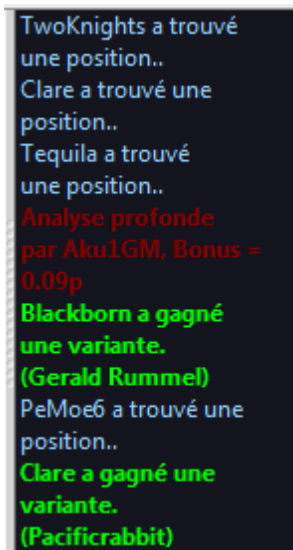 TwoKnights a trouvé
une position..
Clare a trouvé une
position..
Tequila a trouvé
une position..
Analyse profonde
par Aku1GM, Bonus =
0.09p
Blackborn a gagné
une variante.
(Gerald Rummel)
PeMoe6 a trouvé une
position..
Clare a gagné une
variante.
(Pacificrabbit)